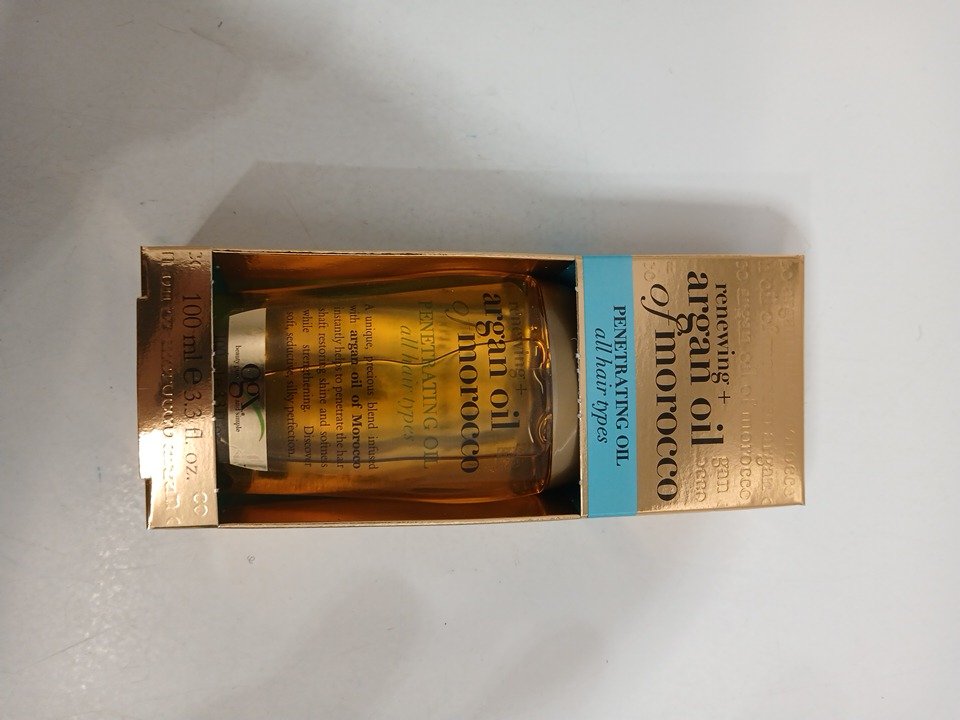 renewing +
argan oil
of morocco
PENETRATING OIL
all hair types
renewing +
argan oil
of morocco
PENETRATING OIL
all hair types
A unique, precious blend infused
with argan oil of Morocco
instantly helps to penetrate the hair
shaft restoring shine and softness
while strengthening. Discover
soft, seductive silky perfection.
ogx
beauty
100 ml e 3.3 fl. oz.